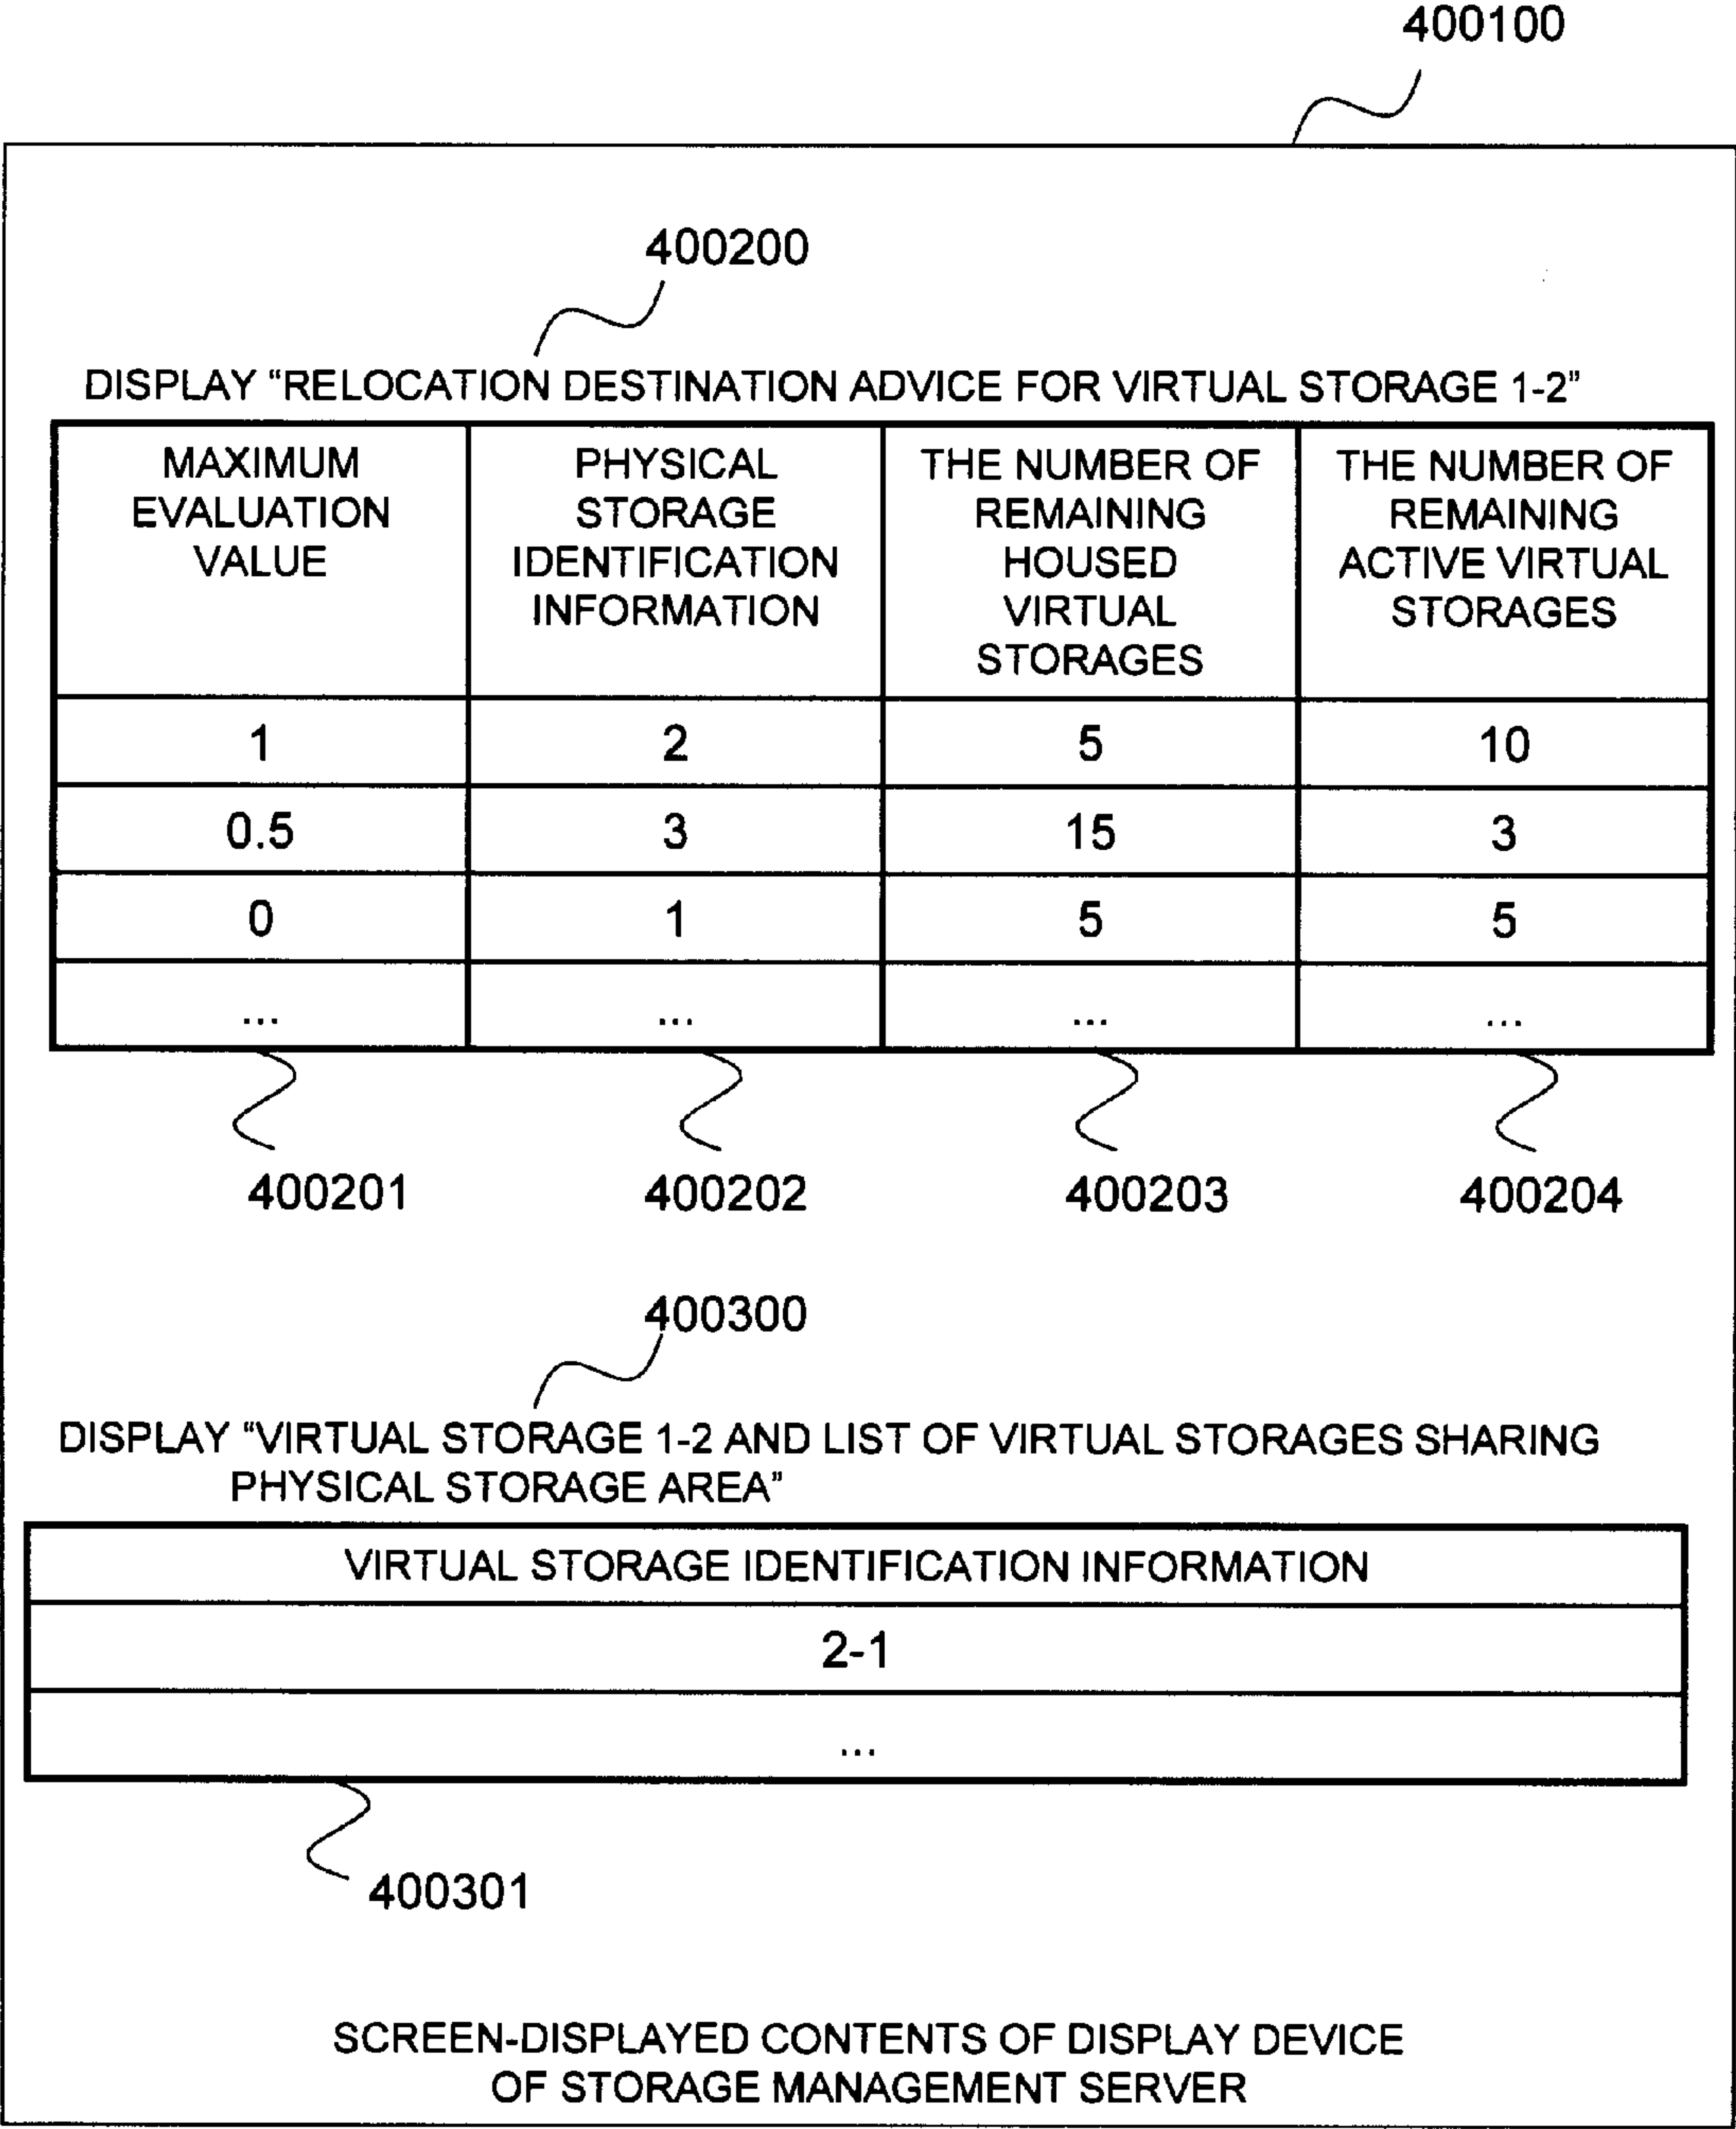 400100
400200
DISPLAY “RELOCATION DESTINATION ADVICE FOR VIRTUAL STORAGE 1-2”
MAXIMUM
EVALUATION
VALUE
PHYSICAL
STORAGE
IDENTIFICATION
INFORMATION
THE NUMBER OF
REMAINING
HOUSED
VIRTUAL
STORAGES
THE NUMBER OF
REMAINING
ACTIVE VIRTUAL
STORAGES
1 2 5 10
0.5 3 15 3
0 1 5 5
... ... ... ...
400201 400202 400203 400204
400300
DISPLAY “VIRTUAL STORAGE 1-2 AND LIST OF VIRTUAL STORAGES SHARING
PHYSICAL STORAGE AREA”
VIRTUAL STORAGE IDENTIFICATION INFORMATION
2-1
...
400301
SCREEN-DISPLAYED CONTENTS OF DISPLAY DEVICE
OF STORAGE MANAGEMENT SERVER